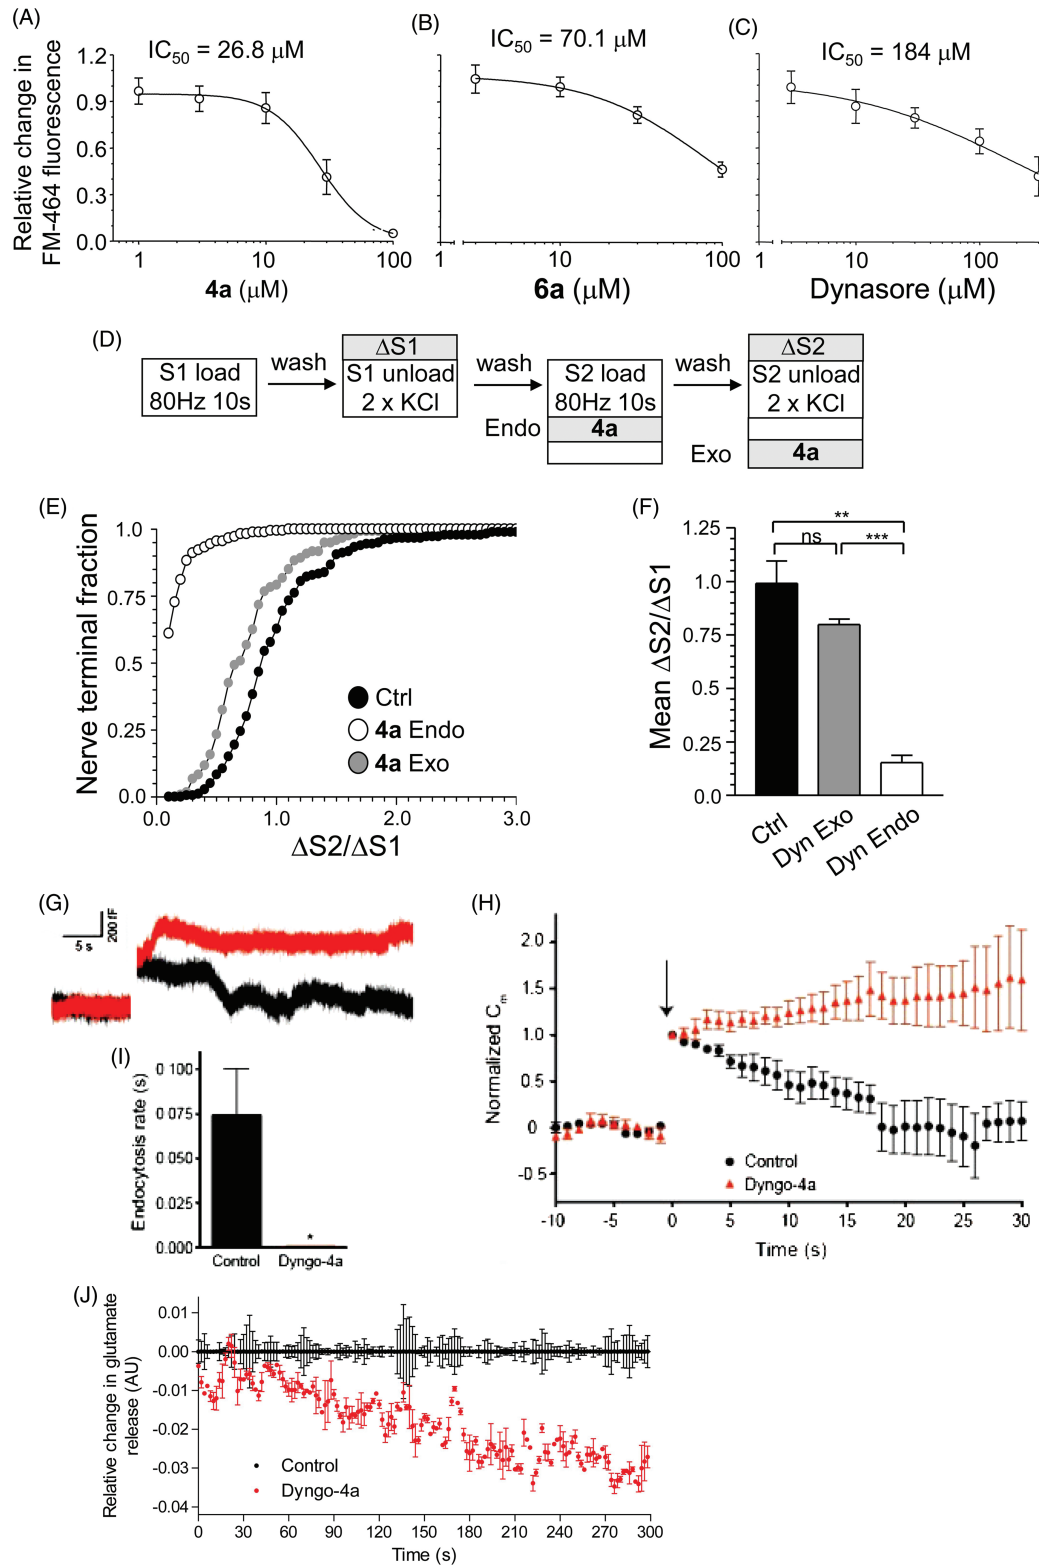 (A)
IC50 = 26.8 μM
Relative change in
FM-464 fluorescence
1.2
0.9
0.6
0.3
0.0
1 10 100
4a (μM)
(B)
IC50 = 70.1 μM
1 10 100
6a (μM)
(C)
IC50 = 184 μM
1 10 100
Dynasore (μM)
(D)
S1 load
80Hz 10s
wash
ΔS1
S1 unload
2 x KCl
wash
S2 load
80Hz 10s
Endo 4a
wash
ΔS2
S2 unload
2 x KCl
Exo 4a
(E)
Nerve terminal fraction
1.0
0.75
0.5
0.25
0.0
0.0 1.0 2.0 3.0
ΔS2/ΔS1
Ctrl
4a Endo
4a Exo
(F)
Mean ΔS2/ΔS1
1.25
1.0
0.75
0.5
0.25
0.0
**
ns ***
Ctrl
Dyn Exo
Dyn Endo
(G)
200fF
5 s
(H)
Normalized Cm
2.0
1.5
1.0
0.5
0
-0.5
-10 -5 0 5 10 15 20 25 30
Time (s)
Control
Dyngo-4a
(I)
Endocytosis rate (s)
0.100
0.075
0.050
0.025
0.000
*
Control Dyngo-4a
(J)
Relative change in glutamate
release (AU)
0.01
0.00
-0.01
-0.02
-0.03
-0.04
0 30 60 90 120 150 180 210 240 270 300
Time (s)
Control
Dyngo-4a